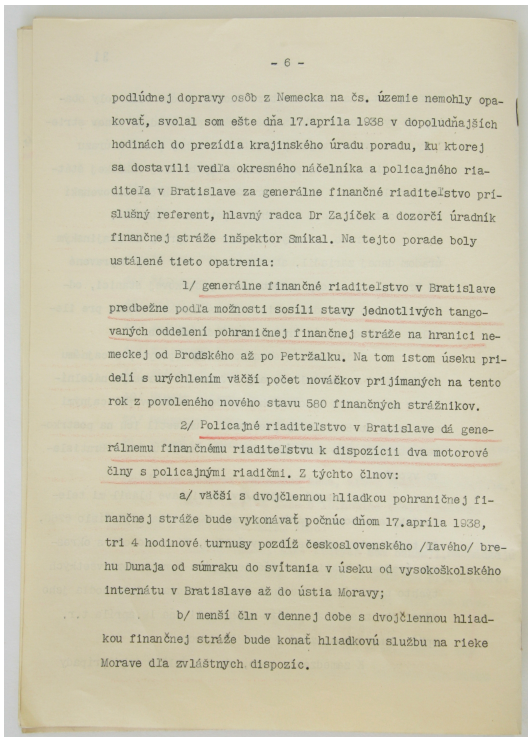 - 6 -
podlúdnej dopravy osôb z Nemecka na čs. územie nemohly opa-
kovať, svolal som ešte dňa 17.apríla 1938 v dopoludňajších
hodinách do prezídia krajinského úradu poradu, ku ktorej
sa dostavili vedľa okresného náčelníka a policajného ria-
diteľa v Bratislave za generálne finančné riaditeľstvo prí-
slušný referent, hlavný radca Dr Zajíček a dozorčí úradník
finančnej stráže inšpektor Smíkal. Na tejto porade boly
ustálené tieto opatrenia:
1/ generálne finančné riaditeľstvo v Bratislave
predbežne podľa možnosti sosílí stavy jednotlivých tango-
vaných oddelení pohraničnej finančnej stráže na hranici ne-
meckej od Brodského až po Petržalku. Na tom istom úseku pri-
delí s urýchlením väčší počet nováčkov prijímaných na tento
rok z povoleného nového stavu 580 finančných strážnikov.
2/ Policajné riaditeľstvo v Bratislave dá gene-
rálnemu finančnému riaditeľstvu k dispozícii dva motorové
člny s policajnými riadičmi. Z týchto člnov:
a/ väčší s dvojčlennou hliadkou pohraničnej fi-
nančnej stráže bude vykonávať počnúc dňom 17.apríla 1938,
tri 4 hodinové turnusy pozdíž československého /ľavého/ bre-
hu Dunaja od súmraku do svítania v úseku od vysokoškolského
internátu v Bratislave až do ústia Moravy;
b/ menší čln v dennej dobe s dvojčlennou hliad-
kou finančnej stráže bude konať hliadkovú službu na rieke
Morave dľa zvláštnych dispozíc.